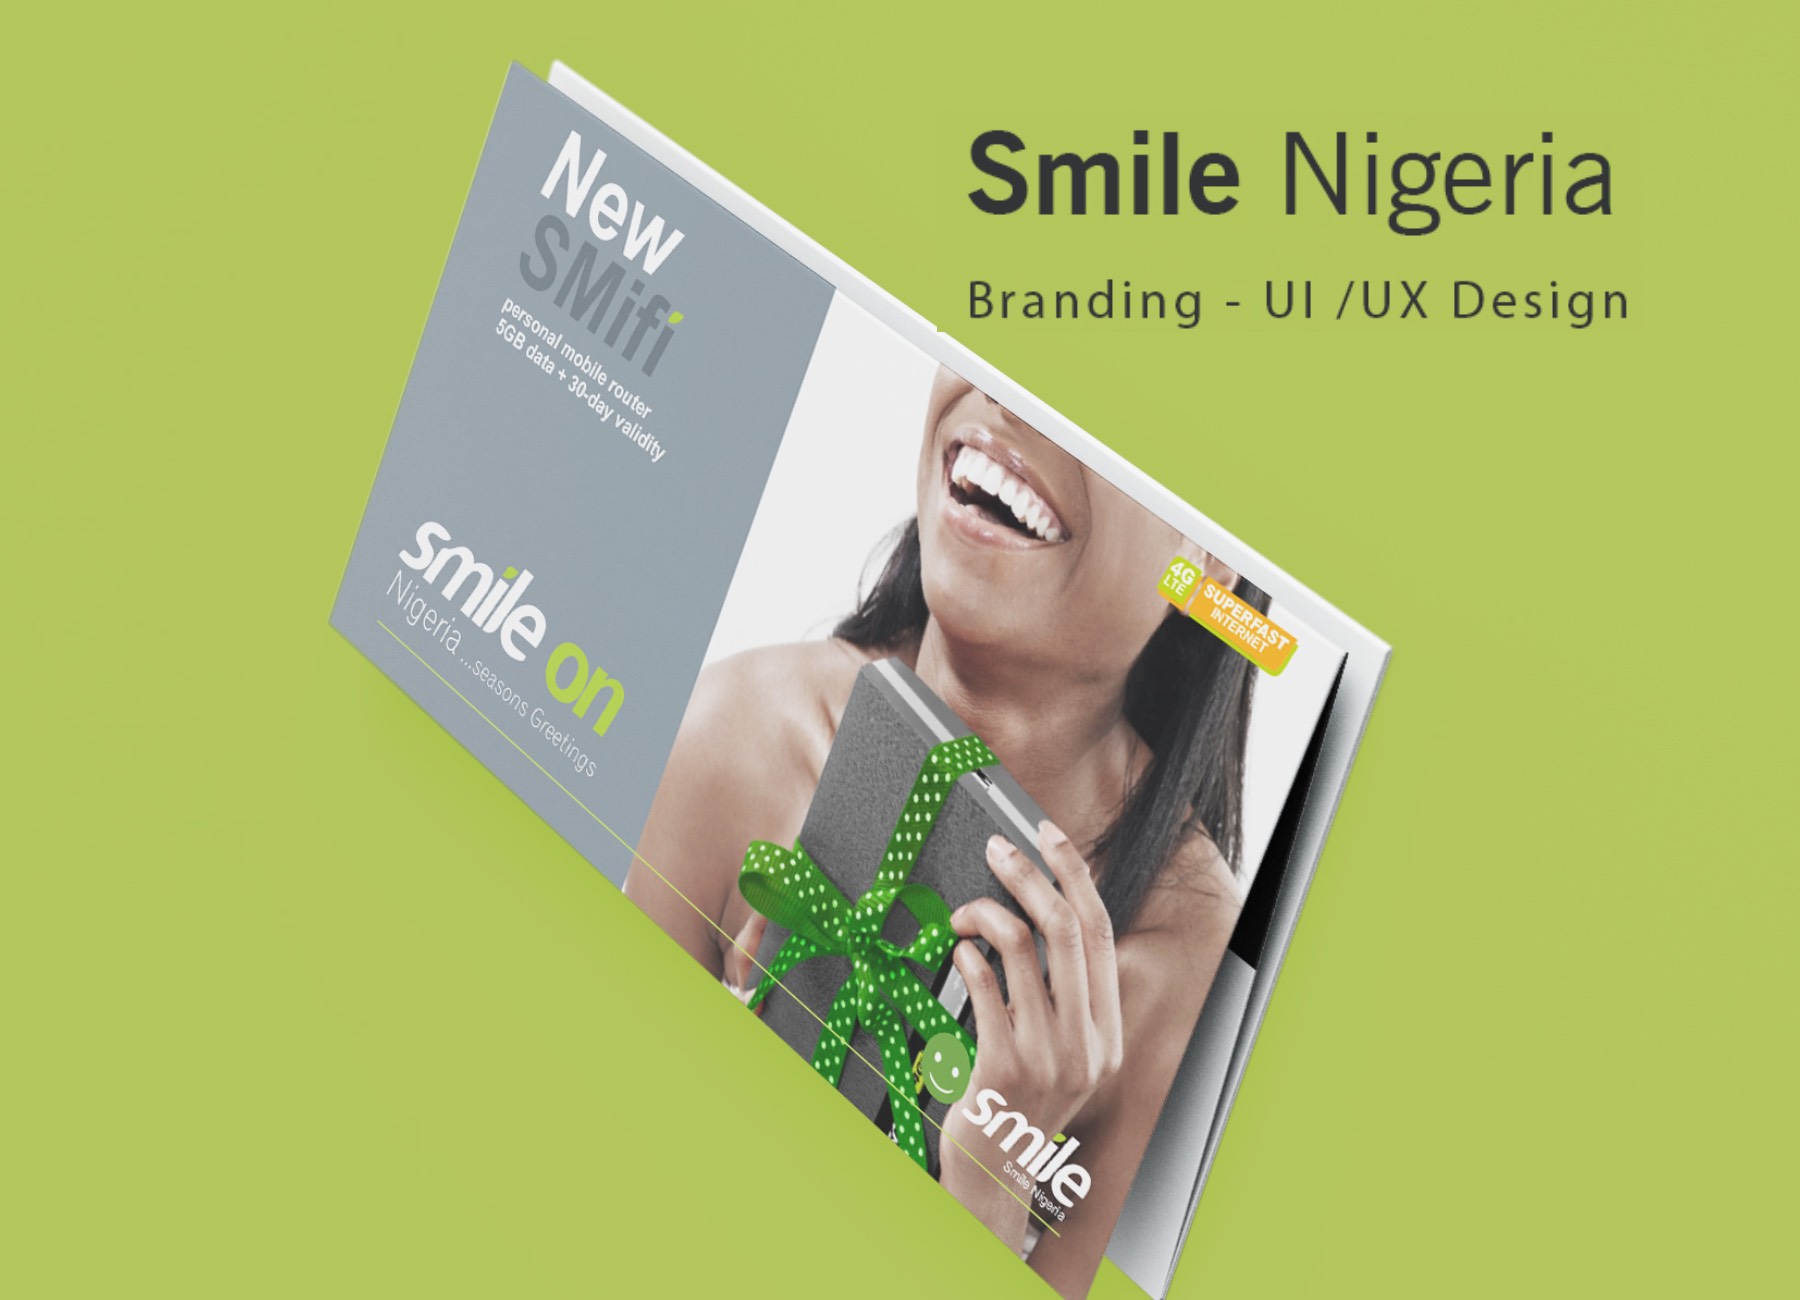 Smile Nigeria
Branding - UI /UX Design
New
SMifi
personal mobile router
5GB data + 30-day validity
smile on
Nigeria ...seasons Greetings
4G
LTE
SUPERFAST
INTERNET
smile
Smile Nigeria